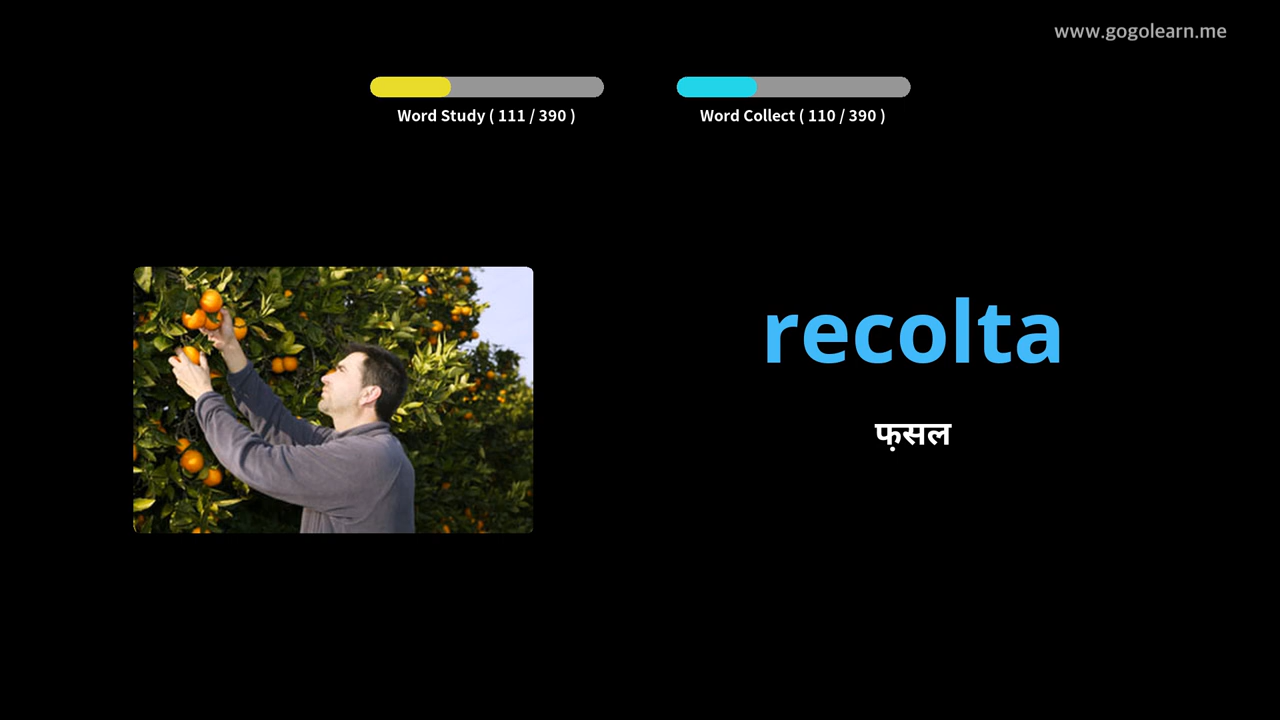 www.gogolearn.me
Word Study ( 111 / 390 )
Word Collect ( 110 / 390 )
recolta
फ़सल